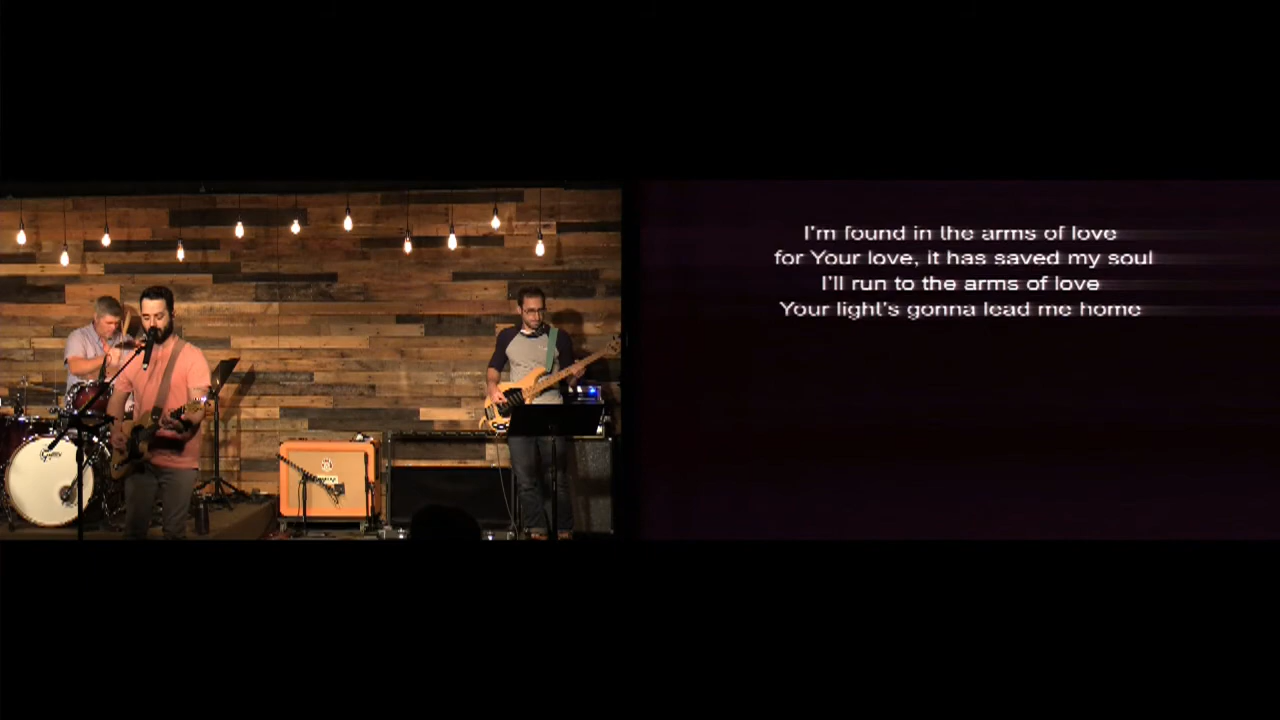 I'm found in the arms of love
for Your love, it has saved my soul
I'll run to the arms of love
Your light's gonna lead me home